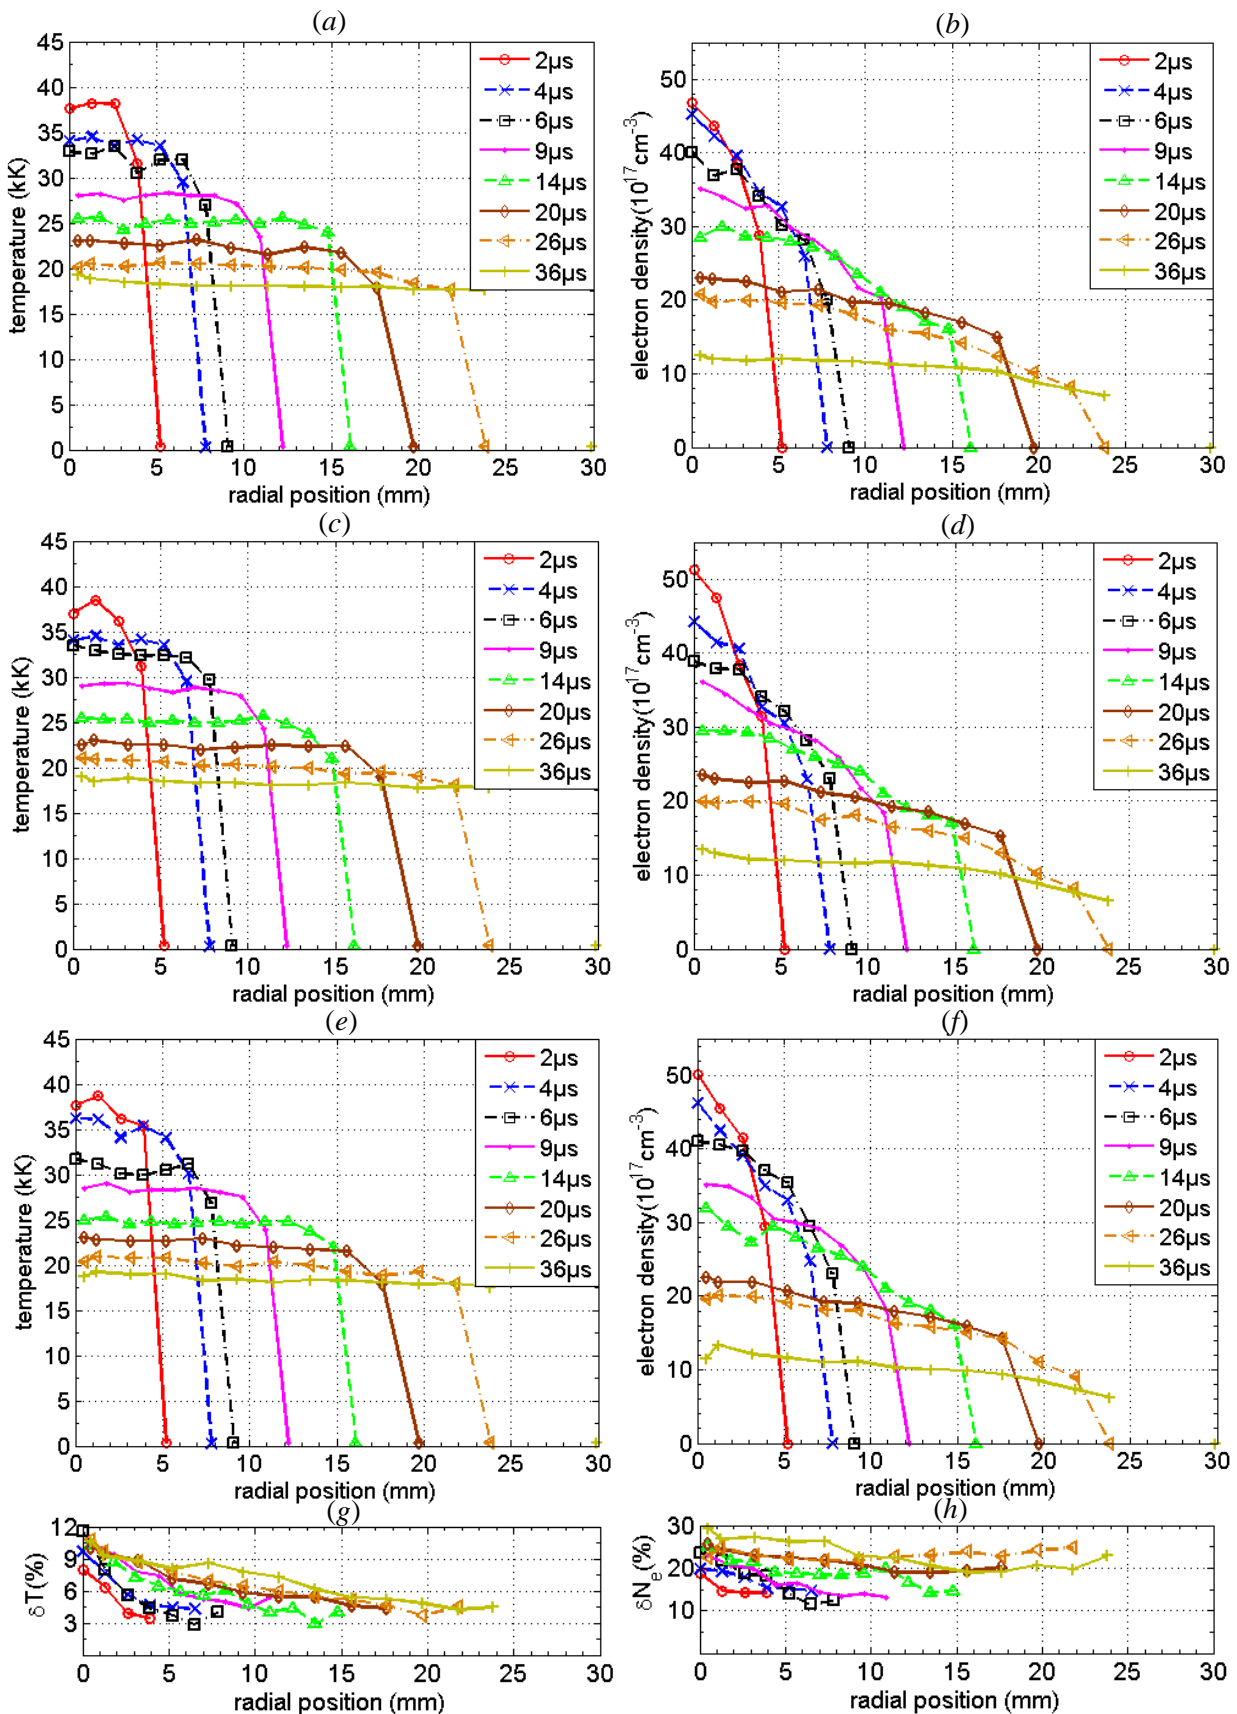 (a)
45
40
35
30
25
20
15
10
5
0
temperature (kK)
0 5 10 15 20 25 30
radial position (mm)
2µs
4µs
6µs
9µs
14µs
20µs
26µs
36µs
(b)
50
40
30
20
10
0
electron density(10¹⁷cm⁻³)
0 5 10 15 20 25 30
radial position (mm)
2µs
4µs
6µs
9µs
14µs
20µs
26µs
36µs
(c)
45
40
35
30
25
20
15
10
5
0
temperature (kK)
0 5 10 15 20 25 30
radial position (mm)
2µs
4µs
6µs
9µs
14µs
20µs
26µs
36µs
(d)
50
40
30
20
10
0
electron density(10¹⁷cm⁻³)
0 5 10 15 20 25 30
radial position (mm)
2µs
4µs
6µs
9µs
14µs
20µs
26µs
36µs
(e)
45
40
35
30
25
20
15
10
5
0
temperature (kK)
0 5 10 15 20 25 30
radial position (mm)
2µs
4µs
6µs
9µs
14µs
20µs
26µs
36µs
(f)
50
40
30
20
10
0
electron density(10¹⁷cm⁻³)
0 5 10 15 20 25 30
radial position (mm)
2µs
4µs
6µs
9µs
14µs
20µs
26µs
36µs
(g)
12
9
6
3
δT(%)
0 5 10 15 20 25 30
radial position (mm)
(h)
30
20
10
δNₑ(%)
0 5 10 15 20 25 30
radial position (mm)